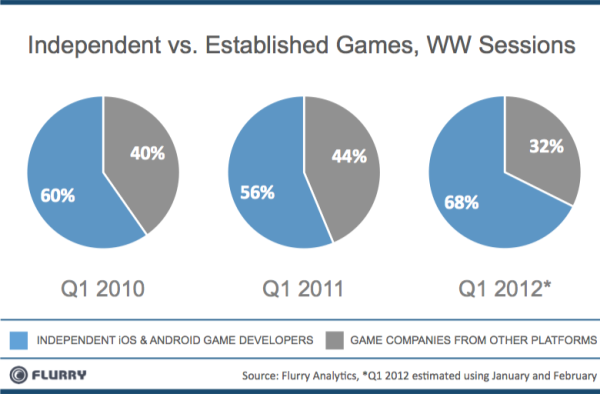 Independent vs. Established Games, WW Sessions
40%
60%
44%
56%
32%
68%
Q1 2010
Q1 2011
Q1 2012*
INDEPENDENT iOS & ANDROID GAME DEVELOPERS
GAME COMPANIES FROM OTHER PLATFORMS
FLURRY
Source: Flurry Analytics, *Q1 2012 estimated using January and February